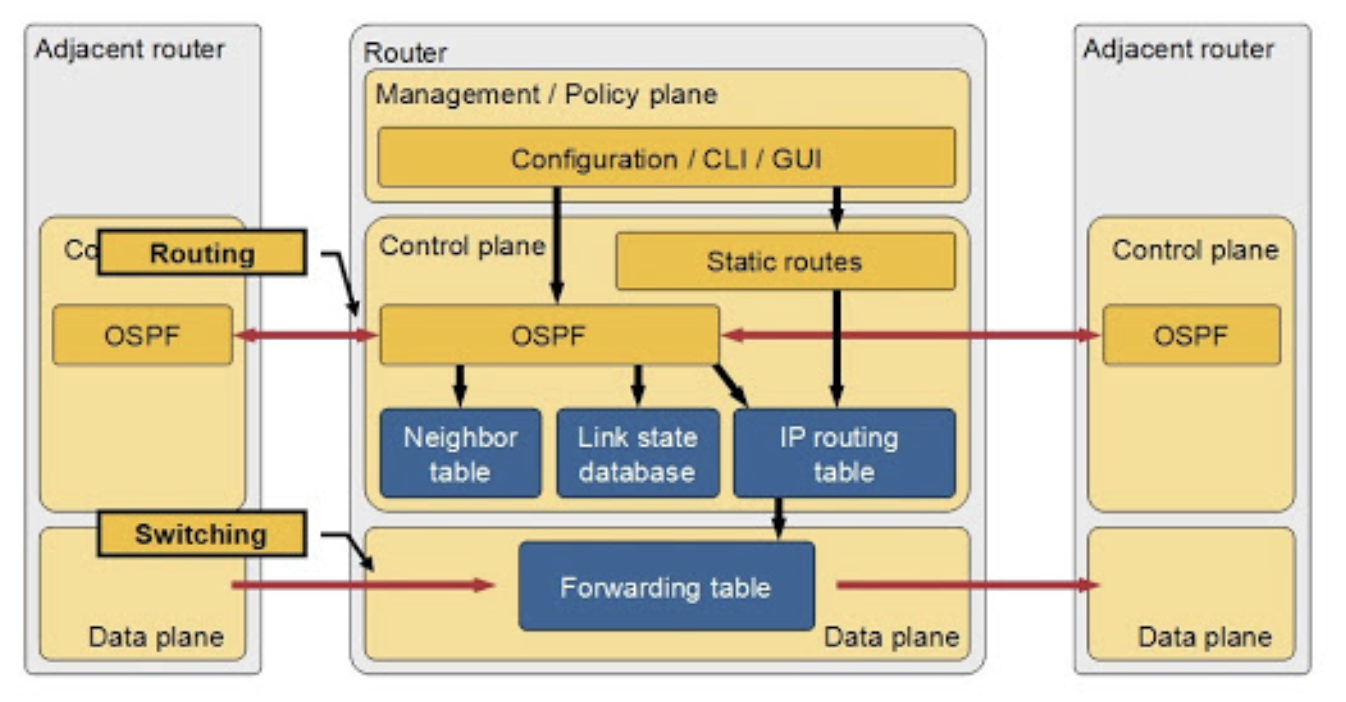 Adjacent router
Router
Adjacent router
Management / Policy plane
Configuration / CLI / GUI
Co
Routing
Control plane
Static routes
Control plane
OSPF
OSPF
OSPF
Neighbor
table
Link state
database
IP routing
table
Switching
Forwarding table
Data plane
Data plane
Data plane